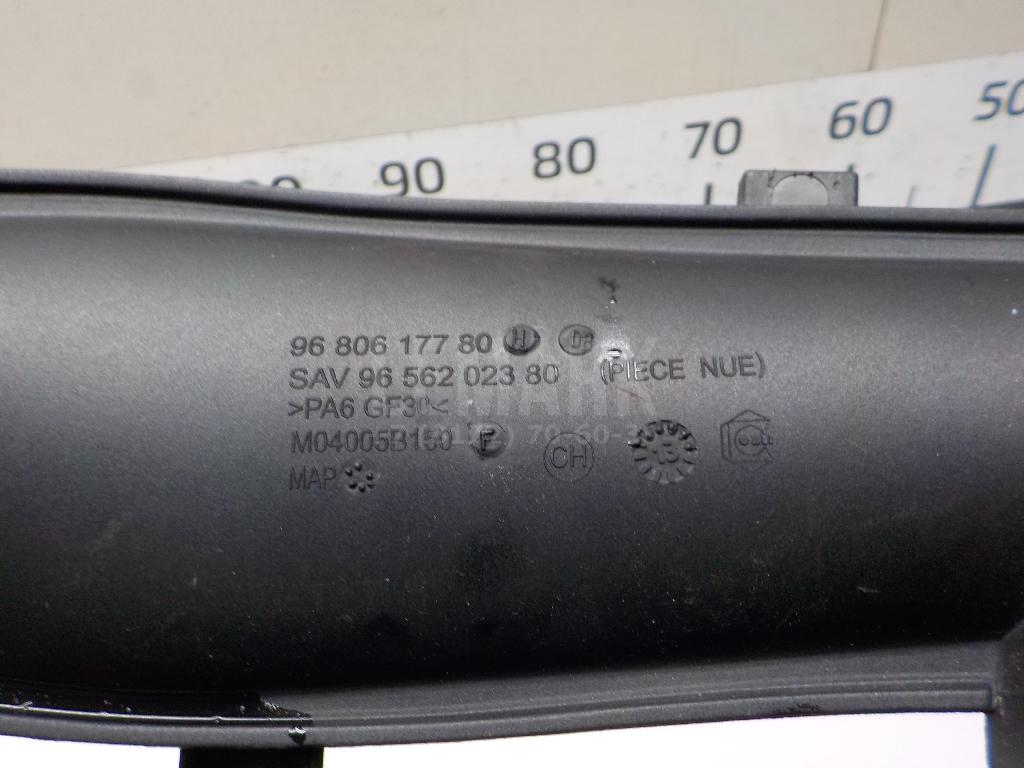 90 80 70 60 50
96 806 177 80 H
SAV 96 562 023 80 (PIECE NUE)
>PA6 GF30<
M04005B150 F CH 13
MAP